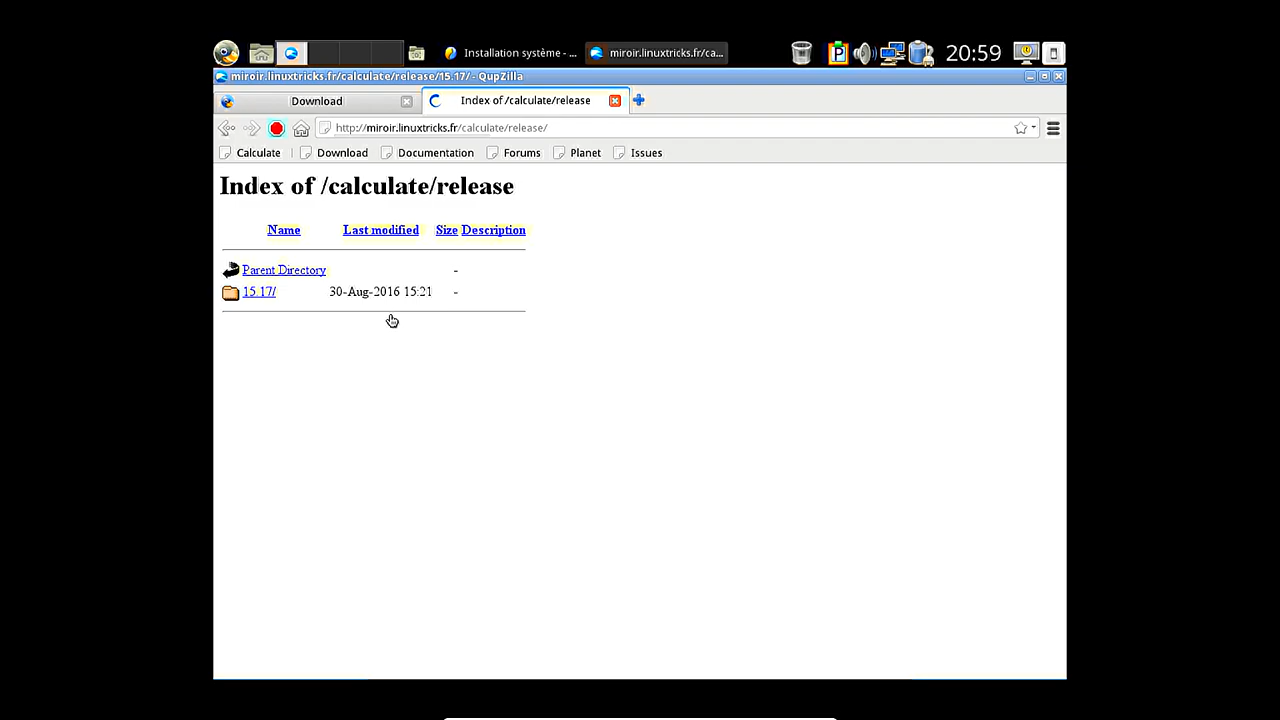 Installation système - ...
miroir.linuxtricks.fr/ca...
P
20:59
miroir.linuxtricks.fr/calculate/release/15.17/ - QupZilla
Download
Index of /calculate/release
http://miroir.linuxtricks.fr/calculate/release/
Calculate
Download
Documentation
Forums
Planet
Issues
Index of /calculate/release
Name Last modified Size Description
Parent Directory -
15.17/ 30-Aug-2016 15:21 -